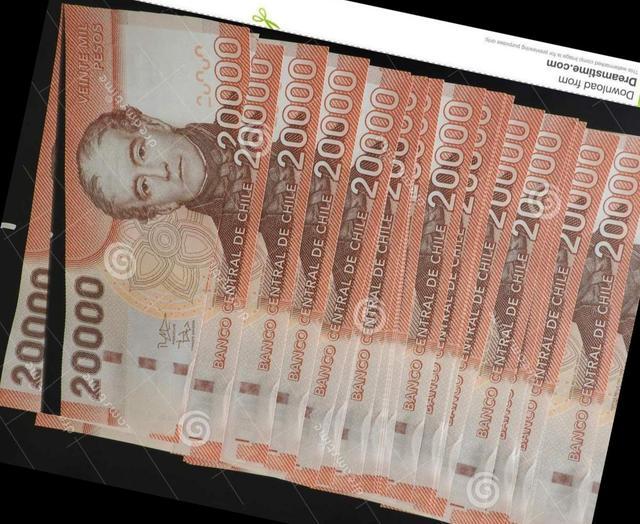 Download from
Dreamstime.com
This watermarked comp image is for previewing purposes only.
VEINTE MIL
PESOS
20000
20000
20000
20000
20000
20000
20000
20000
20000
20000
20000
20000
20000
BANCO CENTRAL DE CHILE
BANCO CENTRAL DE CHILE
BANCO CENTRAL DE CHILE
BANCO CENTRAL DE CHILE
BANCO CENTRAL DE CHILE
BANCO CENTRAL DE CHILE
BANCO CENTRAL DE CHILE
BANCO CENTRAL DE CHILE
BANCO CENTRAL DE CHILE
BANCO CENTRAL DE CHILE
20000
20000